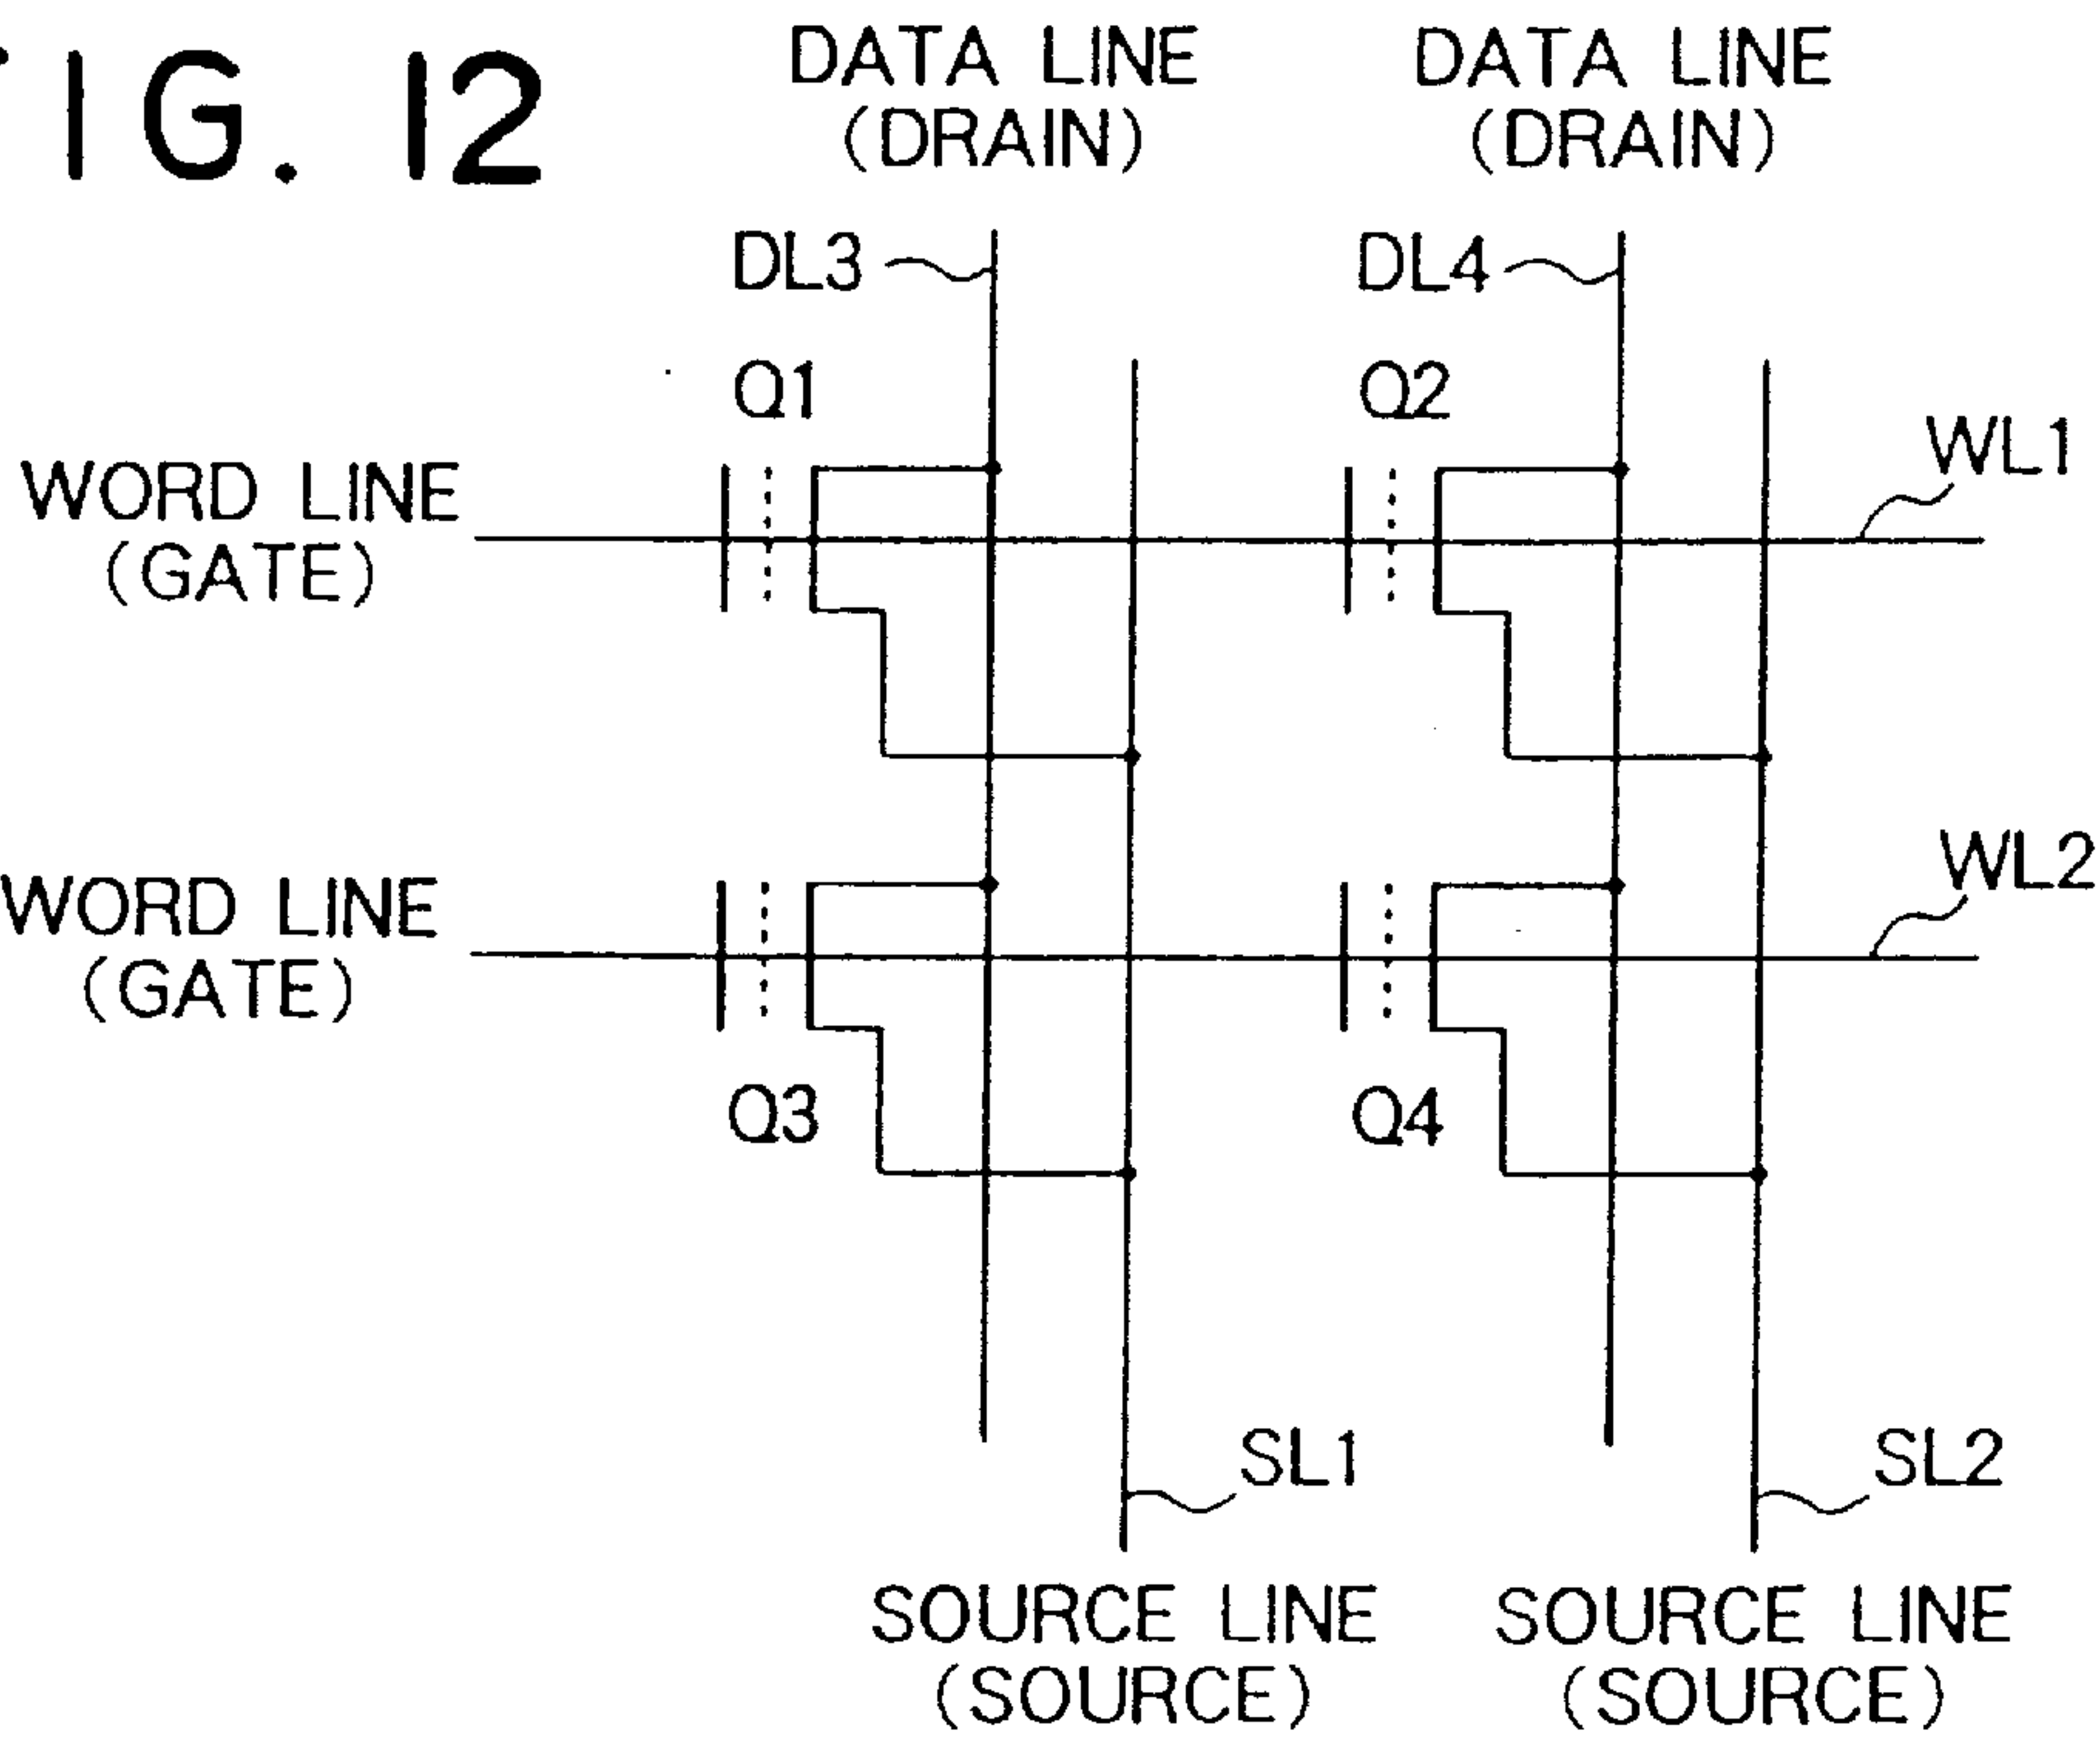 FIG. 12
DATA LINE
(DRAIN)
DATA LINE
(DRAIN)
DL3
DL4
Q1
Q2
WL1
WORD LINE
(GATE)
WL2
WORD LINE
(GATE)
Q3
Q4
SL1
SL2
SOURCE LINE
(SOURCE)
SOURCE LINE
(SOURCE)